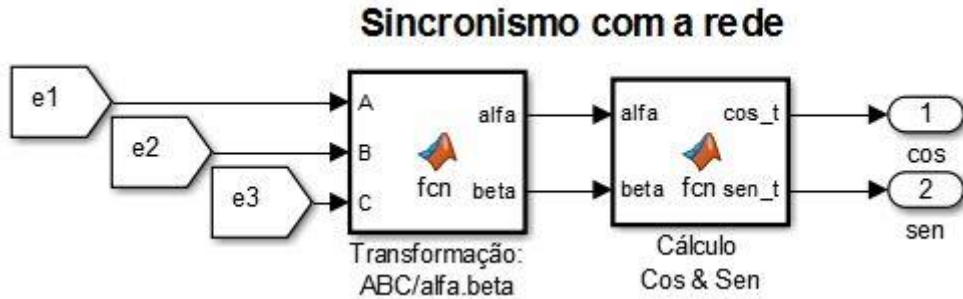 Sincronismo com a rede
e1
e2
e3
A
B
C
alfa
beta
fcn
Transformação:
ABC/alfa.beta
alfa
beta
fcn
cos_t
sen_t
Cálculo
Cos & Sen
1
cos
2
sen